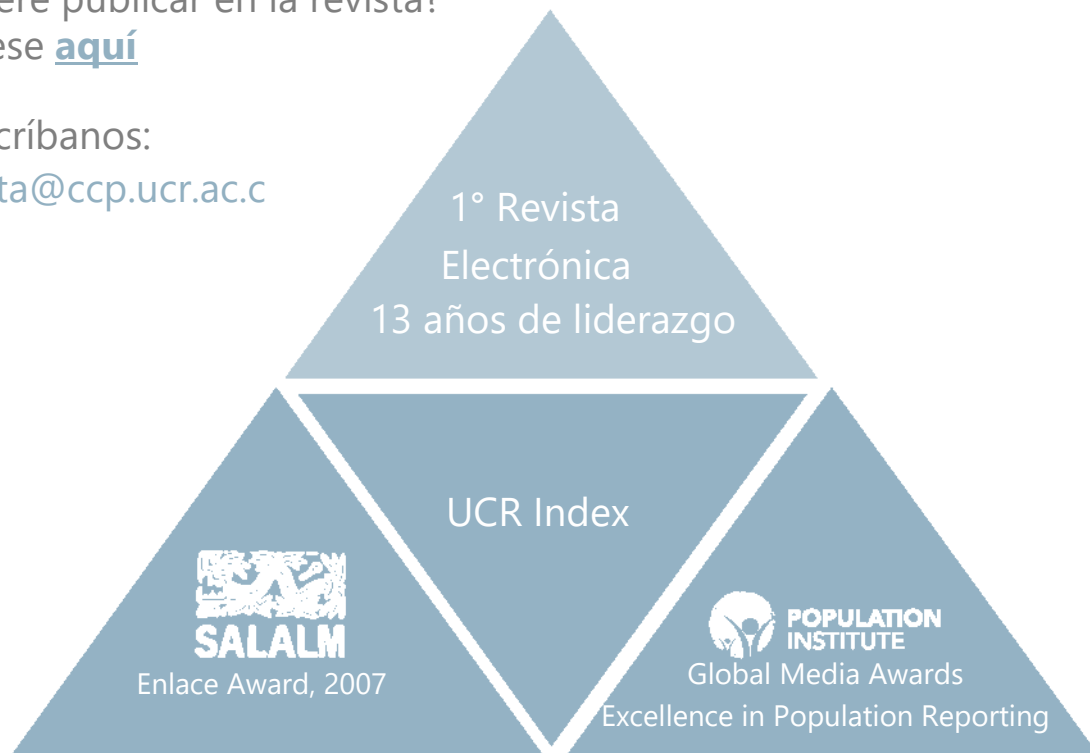 ere publicar en la revista?
ese aquí
críbanos:
ta@ccp.ucr.ac.c
1° Revista
Electrónica
13 años de liderazgo
UCR Index
SALALM
Enlace Award, 2007
POPULATION
INSTITUTE
Global Media Awards
Excellence in Population Reporting